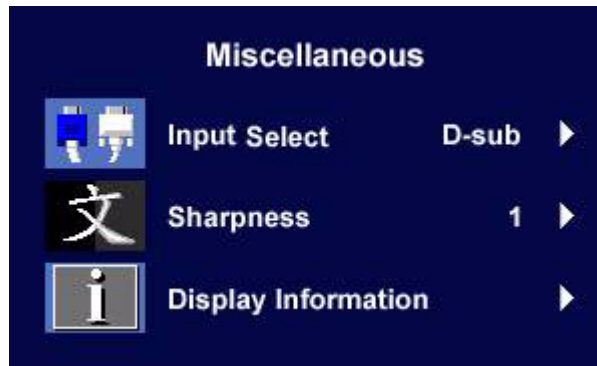 Miscellaneous
Input Select D-sub
文 Sharpness 1
i Display Information